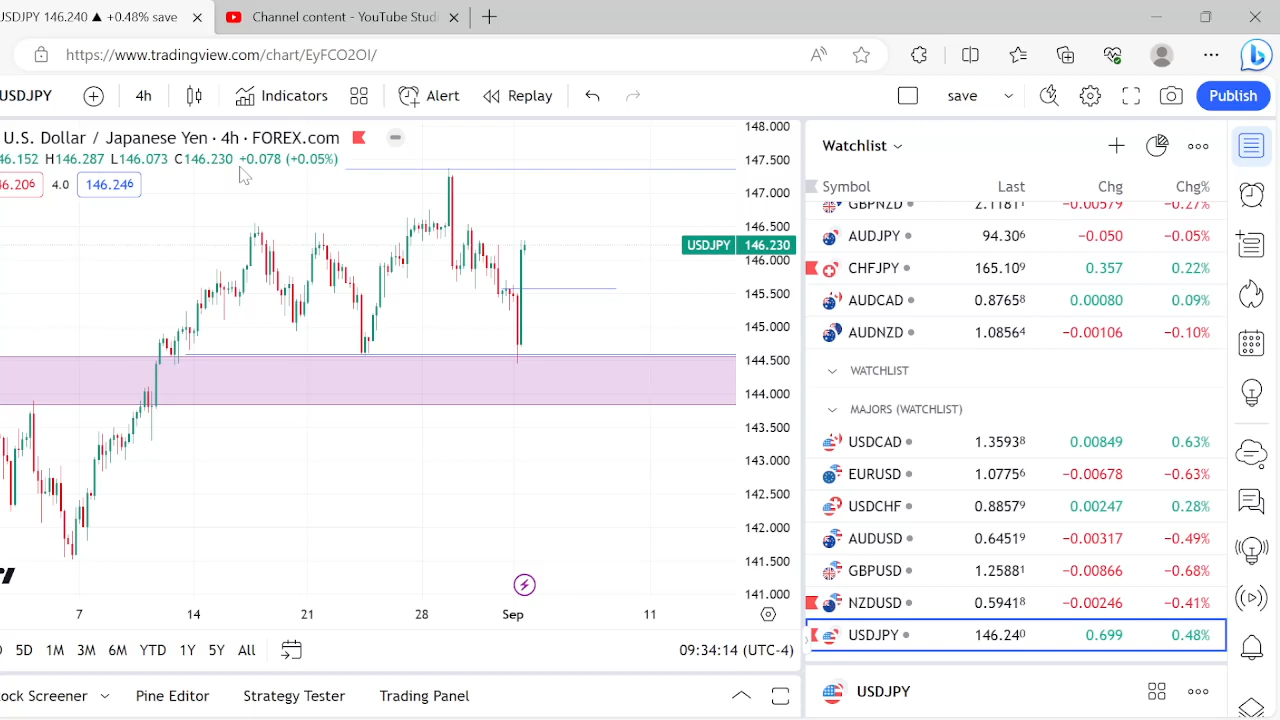 USDJPY 146.240 ▲ +0.48% save
Channel content - YouTube Studi
https://www.tradingview.com/chart/EyFCO2OI/
USDJPY 4h Indicators Alert Replay save Publish
U.S. Dollar / Japanese Yen · 4h · FOREX.com
46.152 H146.287 L146.073 C146.230 +0.078 (+0.05%)
46.206 4.0 146.246
148.000
147.500
147.000
146.500
USDJPY 146.230
146.000
145.500
145.000
144.500
144.000
143.500
143.000
142.500
142.000
141.500
141.000
7 14 21 28 Sep 11
5D 1M 3M 6M YTD 1Y 5Y All 09:34:14 (UTC-4)
tock Screener Pine Editor Strategy Tester Trading Panel
Watchlist
Symbol Last Chg Chg%
GBPNZD 2.11811 −0.00579 −0.27%
AUDJPY 94.306 −0.050 −0.05%
CHFJPY 165.109 0.357 0.22%
AUDCAD 0.87658 0.00080 0.09%
AUDNZD 1.08564 −0.00106 −0.10%
WATCHLIST
MAJORS (WATCHLIST)
USDCAD 1.35938 0.00849 0.63%
EURUSD 1.07756 −0.00678 −0.63%
USDCHF 0.88579 0.00247 0.28%
AUDUSD 0.64519 −0.00317 −0.49%
GBPUSD 1.25881 −0.00866 −0.68%
NZDUSD 0.59418 −0.00246 −0.41%
USDJPY 146.240 0.699 0.48%
USDJPY